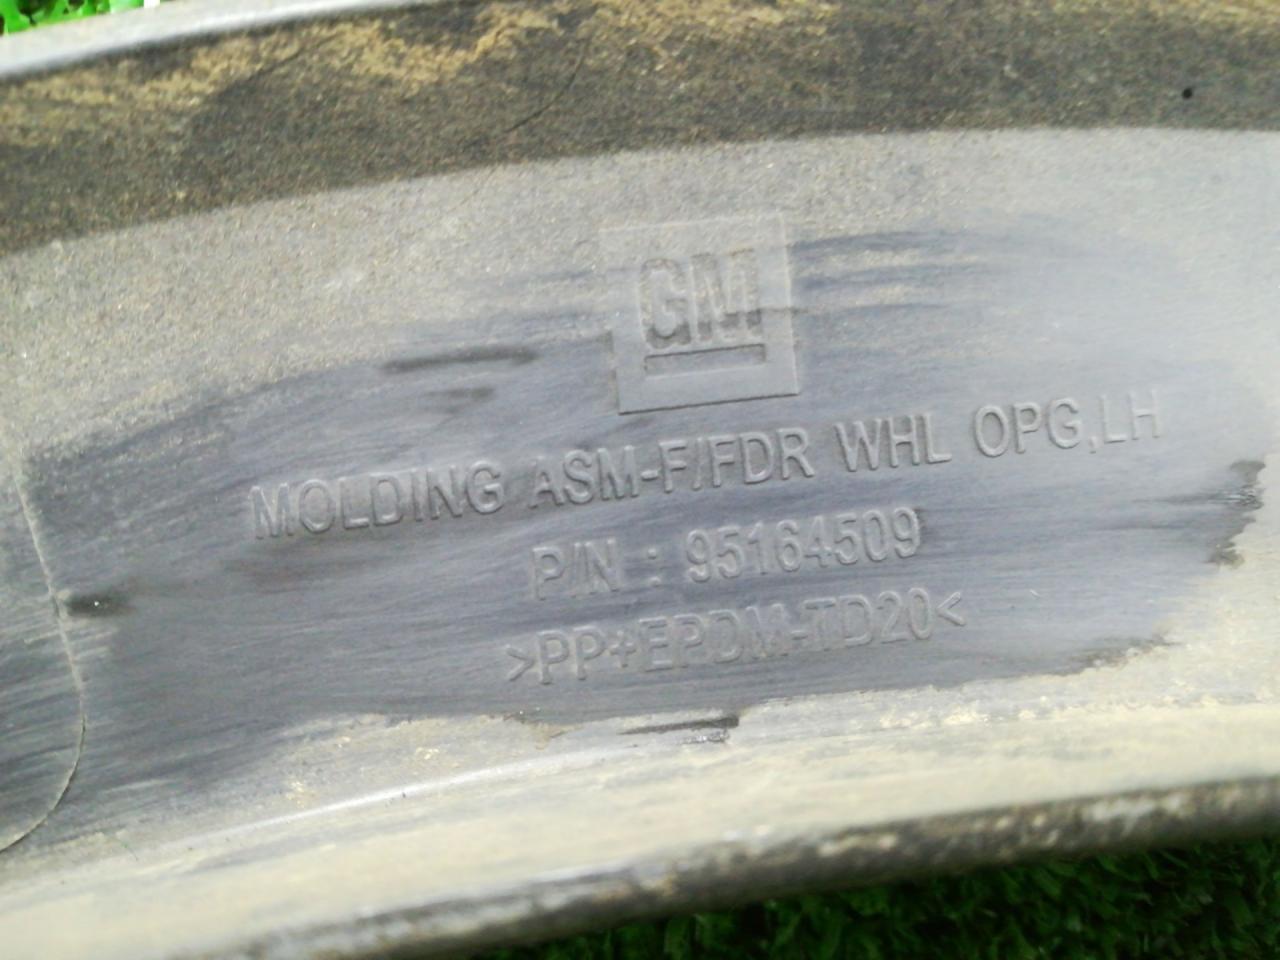 GM
MOLDING ASM-F/FDR WHL OPG,LH
P/N : 95164509
>PP+EPDM-TD20<